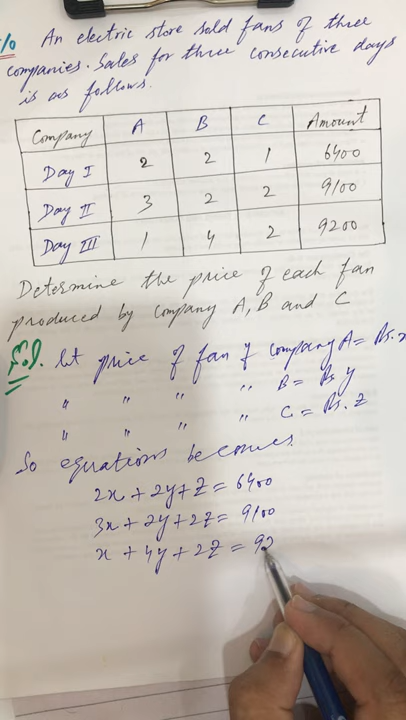 An electric store sold fans of three
companies. Sales for three consecutive days
is as follows.
Company A B C Amount
Day I 2 2 1 6400
Day II 3 2 2 9100
Day III 1 4 2 9200
Determine the price of each fan
produced by company A, B and C
Sol. let price of fan of company A = Rs. x
" " " " B = Rs. y
" " " " C = Rs. z
So equations becomes
2x + 2y + z = 6400
3x + 2y + 2z = 9100
x + 4y + 2z = 92